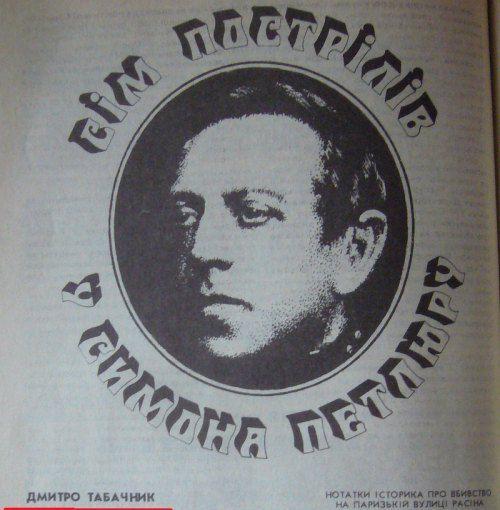 СІМ ПОСТРІЛІВ
У СИМОНА ПЕТЛЮРУ
ДМИТРО ТАБАЧНИК
НОТАТКИ ІСТОРИКА ПРО ВБИВСТВО
НА ПАРИЗЬКІЙ ВУЛИЦІ РАСІНА